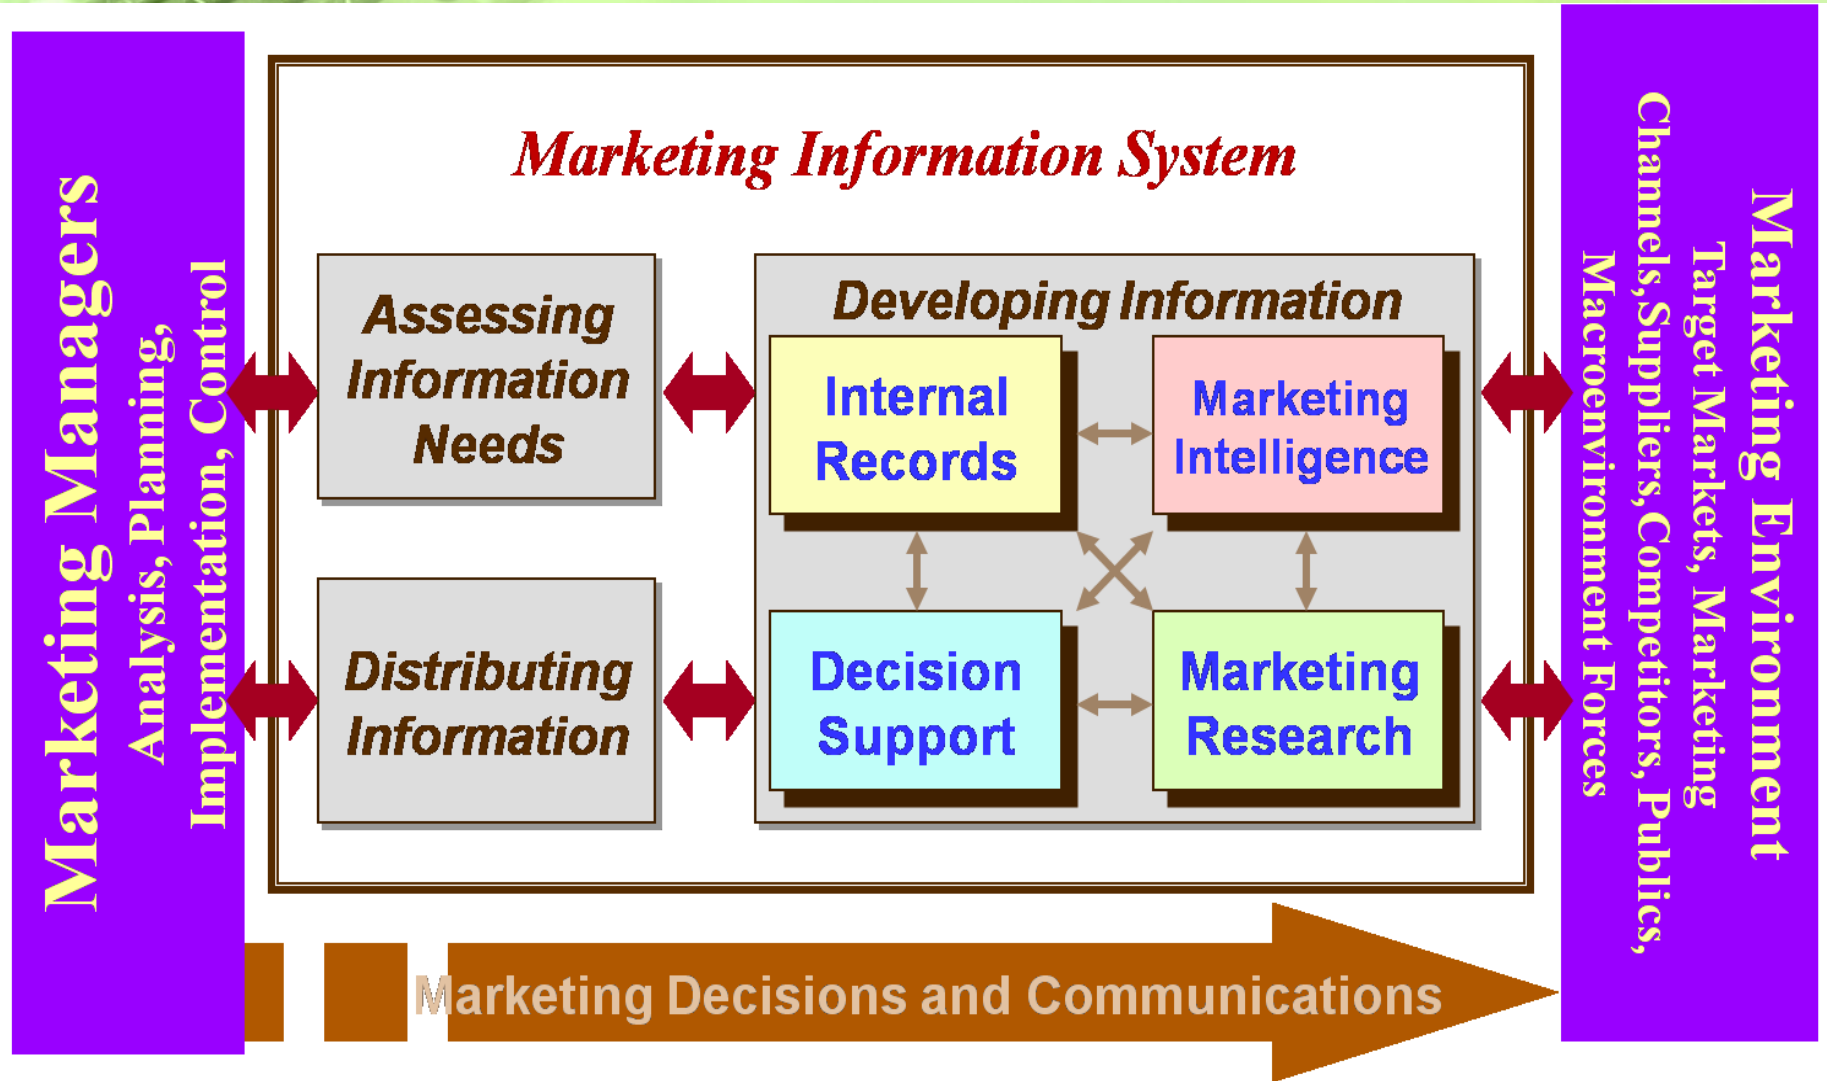 Marketing Managers
Analysis, Planning,
Implementation, Control
Marketing Information System
Assessing
Information
Needs
Distributing
Information
Developing Information
Internal
Records
Marketing
Intelligence
Decision
Support
Marketing
Research
Marketing Environment
Target Markets, Marketing
Channels,Suppliers,Competitors, Publics,
Macroenvironment Forces
Marketing Decisions and Communications